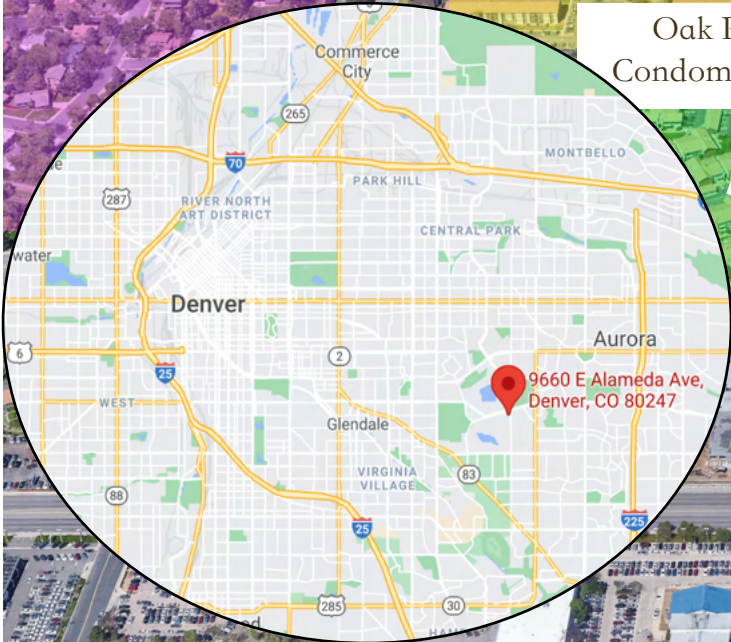 Oak
Commerce
City
265
70
MONTBELLO
PARK HILL
287
RIVER NORTH
ART DISTRICT
CENTRAL PARK
water
Denver
Aurora
6
2
25
9660 E Alameda Ave,
Denver, CO 80247
WEST
Glendale
VIRGINIA
VILLAGE
83
88
25
225
285
30